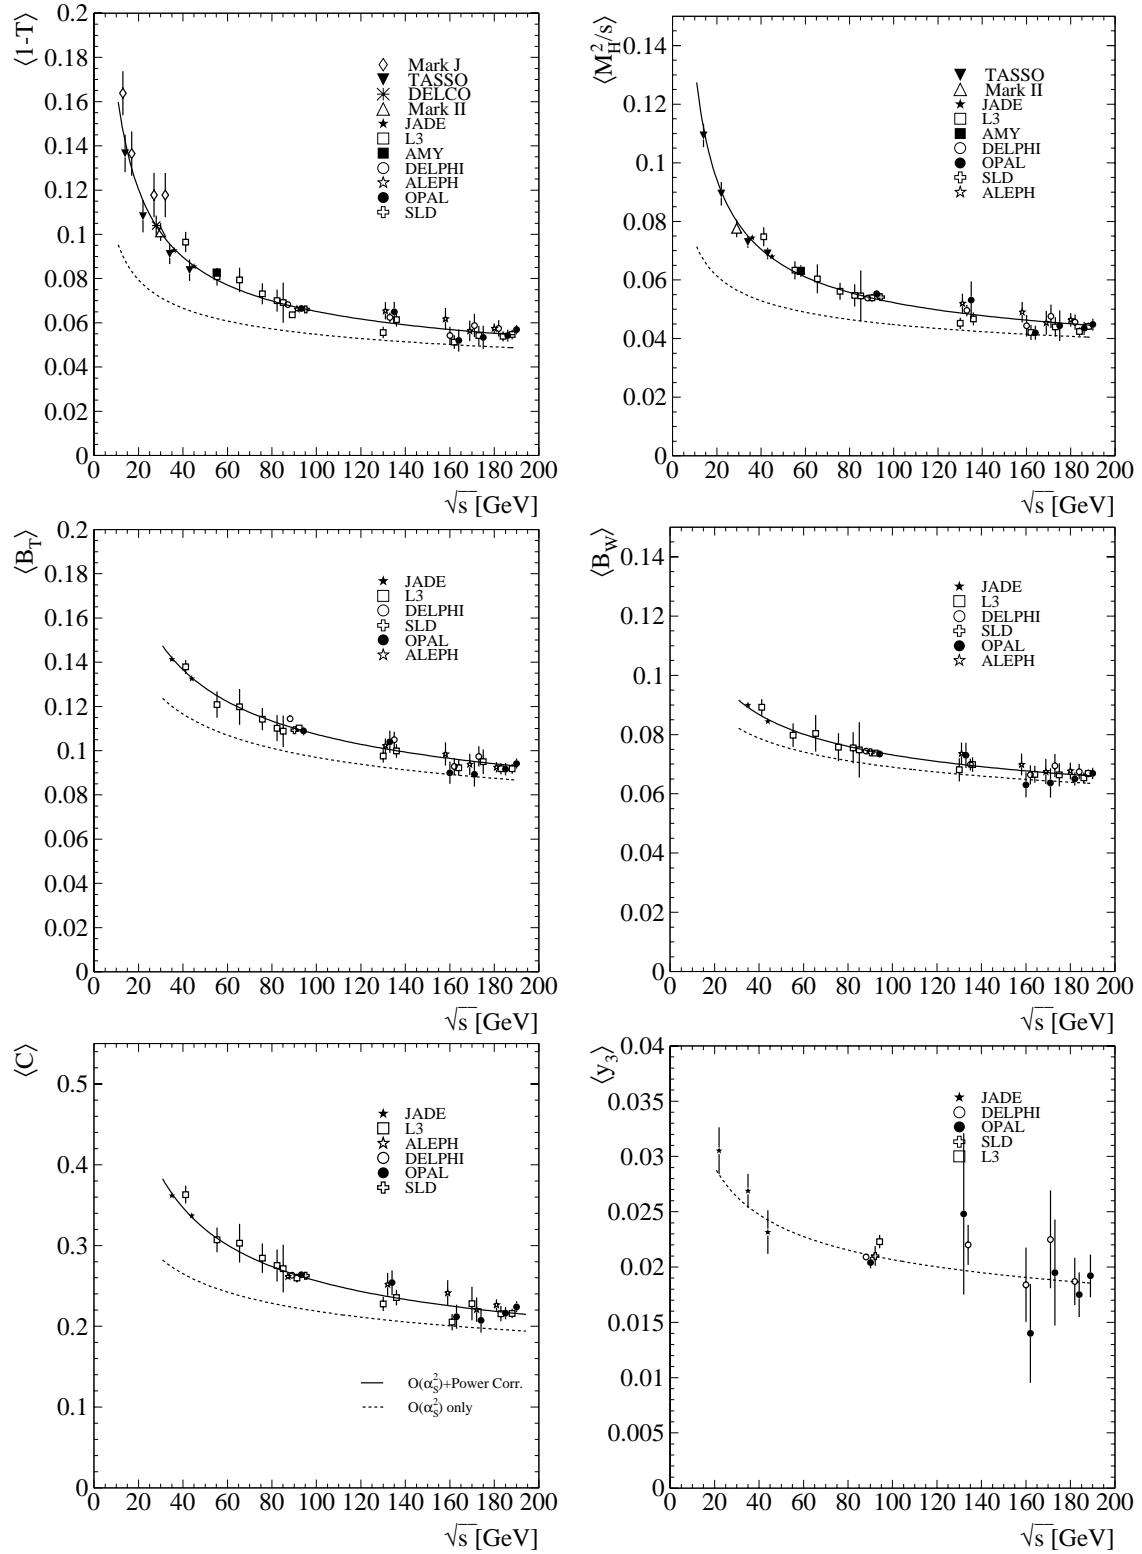 ⟨1-T⟩
0.2
0.18
0.16
0.14
0.12
0.1
0.08
0.06
0.04
0.02
0
Mark J
TASSO
DELCO
Mark II
JADE
L3
AMY
DELPHI
ALEPH
OPAL
SLD
0 20 40 60 80 100 120 140 160 180 200
√s [GeV]
⟨M_H^2/s⟩
0.14
0.12
0.1
0.08
0.06
0.04
0.02
0
TASSO
Mark II
JADE
L3
AMY
DELPHI
OPAL
SLD
ALEPH
0 20 40 60 80 100 120 140 160 180 200
√s [GeV]
⟨B_T⟩
0.2
0.18
0.16
0.14
0.12
0.1
0.08
0.06
0.04
0.02
0
JADE
L3
DELPHI
SLD
OPAL
ALEPH
0 20 40 60 80 100 120 140 160 180 200
√s [GeV]
⟨B_W⟩
0.14
0.12
0.1
0.08
0.06
0.04
0.02
0
JADE
L3
DELPHI
SLD
OPAL
ALEPH
0 20 40 60 80 100 120 140 160 180 200
√s [GeV]
⟨C⟩
0.5
0.4
0.3
0.2
0.1
0
JADE
L3
ALEPH
DELPHI
OPAL
SLD
O(α_S^2)+Power Corr.
O(α_S^2) only
0 20 40 60 80 100 120 140 160 180 200
√s [GeV]
⟨y_3⟩
0.04
0.035
0.03
0.025
0.02
0.015
0.01
0.005
0
JADE
DELPHI
OPAL
SLD
L3
0 20 40 60 80 100 120 140 160 180 200
√s [GeV]